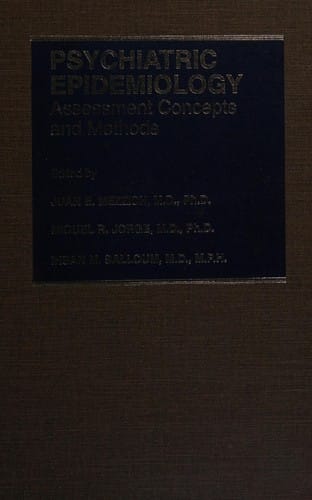 PSYCHIATRIC
EPIDEMIOLOGY
Assessment Concepts
and Methods
Edited by
JUAN E. MEZZICH, M.D., Ph.D.
MIGUEL R. JORGE, M.D., Ph.D.
IHSAN M. SALLOUM, M.D., M.P.H.